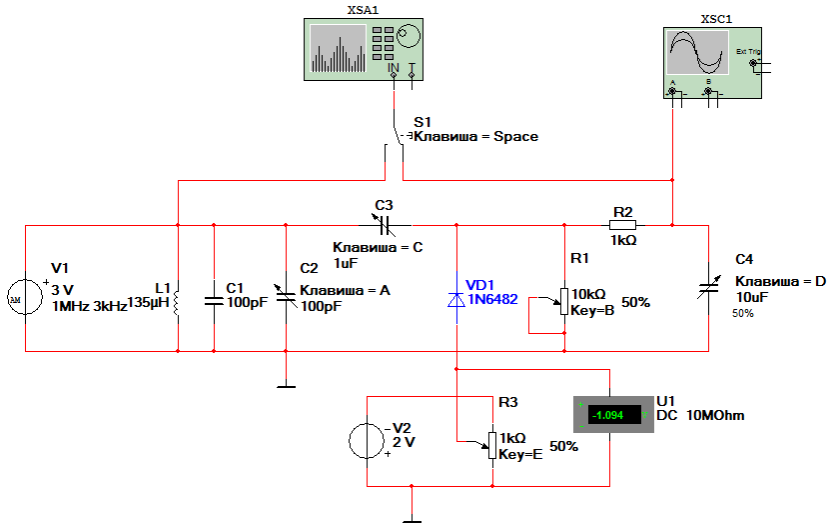 XSA1
IN T
XSC1
Ext Trig
+
-
A
B
+ - + -
S1
Клавиша = Space
C3
Клавиша = C
1uF
R2
1kΩ
V1
3 V
1MHz 3kHz
AM
+
L1
135µH
C1
100pF
C2
Клавиша = A
100pF
VD1
1N6482
R1
10kΩ
Key=B
50%
C4
Клавиша = D
10uF
50%
V2
2 V
-
+
R3
1kΩ
Key=E
50%
U1
DC 10MOhm
+
-
-1.094
V